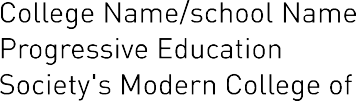 College Name/school Name
Progressive Education
Society's Modern College of